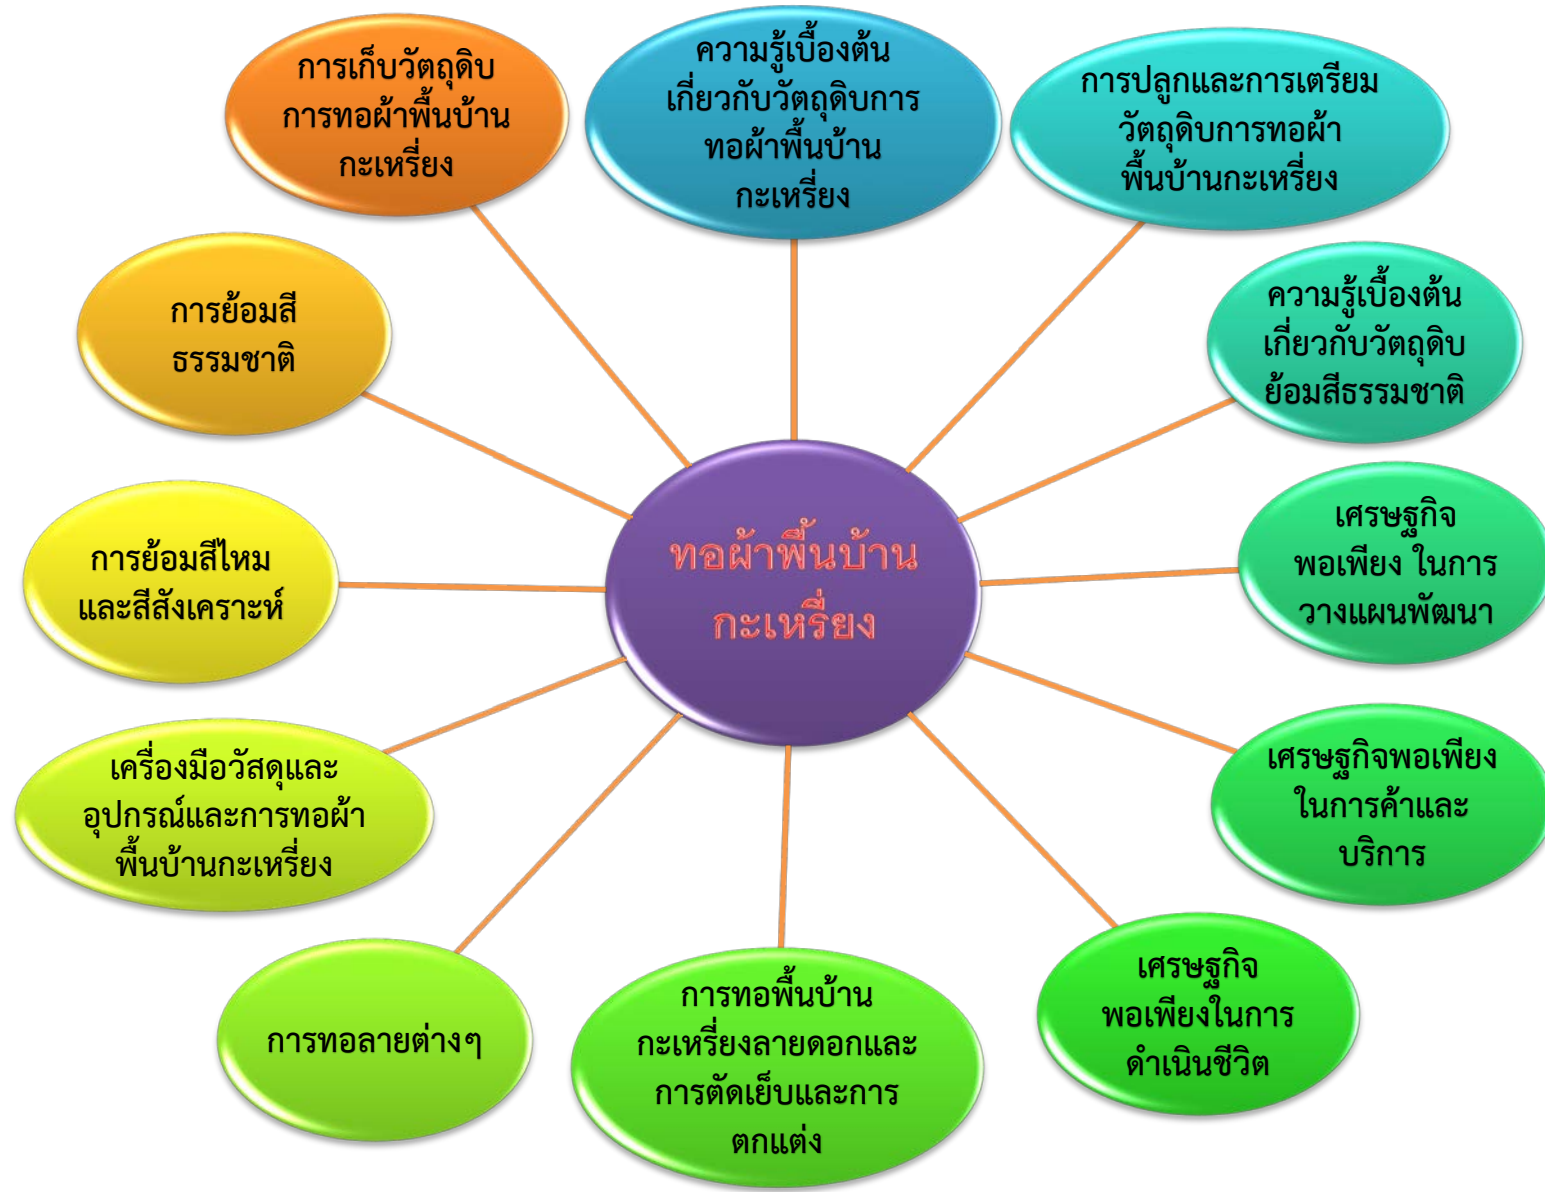 การเก็บวัตถุดิบ
การทอผ้าพื้นบ้าน
กะเหรี่ยง
ความรู้เบื้องต้น
เกี่ยวกับวัตถุดิบการ
ทอผ้าพื้นบ้าน
กะเหรี่ยง
การปลูกและการเตรียม
วัตถุดิบการทอผ้า
พื้นบ้านกะเหรี่ยง
การย้อมสี
ธรรมชาติ
ความรู้เบื้องต้น
เกี่ยวกับวัตถุดิบ
ย้อมสีธรรมชาติ
การย้อมสีไหม
และสีสังเคราะห์
ทอผ้าพื้นบ้าน
กะเหรี่ยง
เศรษฐกิจ
พอเพียง ในการ
วางแผนพัฒนา
เครื่องมือวัสดุและ
อุปกรณ์และการทอผ้า
พื้นบ้านกะเหรี่ยง
เศรษฐกิจพอเพียง
ในการค้าและ
บริการ
การทอลายต่างๆ
การทอพื้นบ้าน
กะเหรี่ยงลายดอกและ
การตัดเย็บและการ
ตกแต่ง
เศรษฐกิจ
พอเพียงในการ
ดำเนินชีวิต